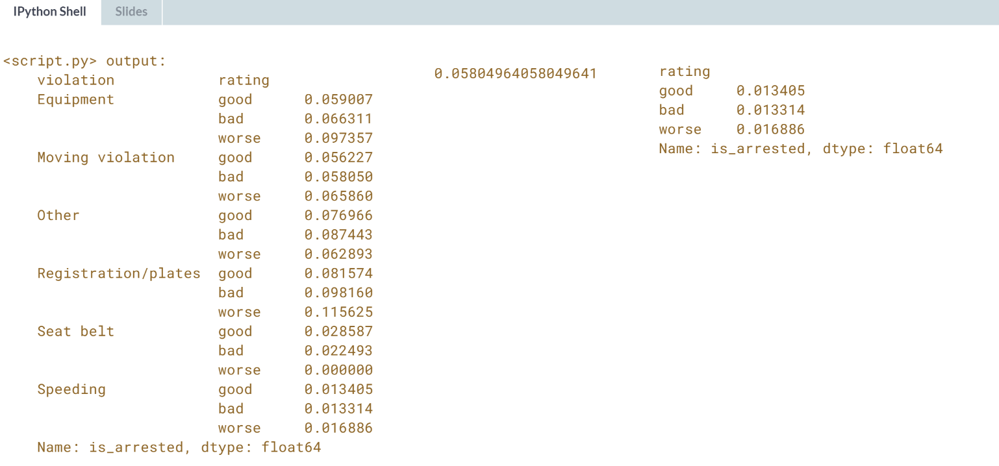 IPython Shell
Slides
<script.py> output:
violation rating
Equipment good 0.059007
bad 0.066311
worse 0.097357
Moving violation good 0.056227
bad 0.058050
worse 0.065860
Other good 0.076966
bad 0.087443
worse 0.062893
Registration/plates good 0.081574
bad 0.098160
worse 0.115625
Seat belt good 0.028587
bad 0.022493
worse 0.000000
Speeding good 0.013405
bad 0.013314
worse 0.016886
Name: is_arrested, dtype: float64
0.05804964058049641
rating
good 0.013405
bad 0.013314
worse 0.016886
Name: is_arrested, dtype: float64